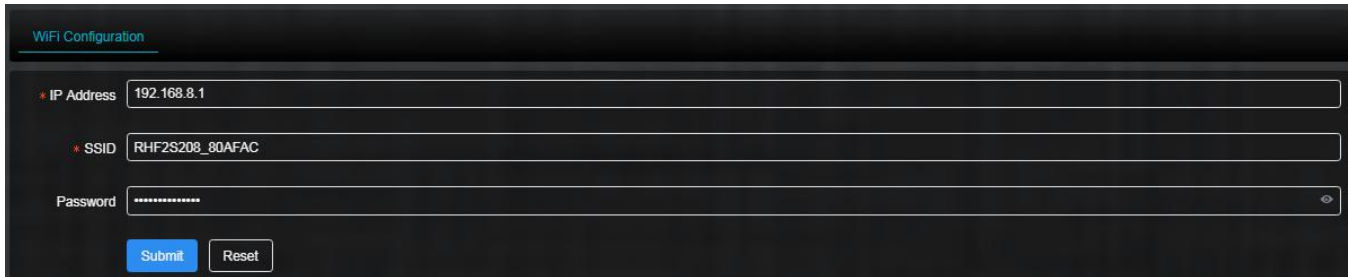 WiFi Configuration
* IP Address 192.168.8.1
* SSID RHF2S208_80AFAC
Password ••••••••••••••
Submit Reset